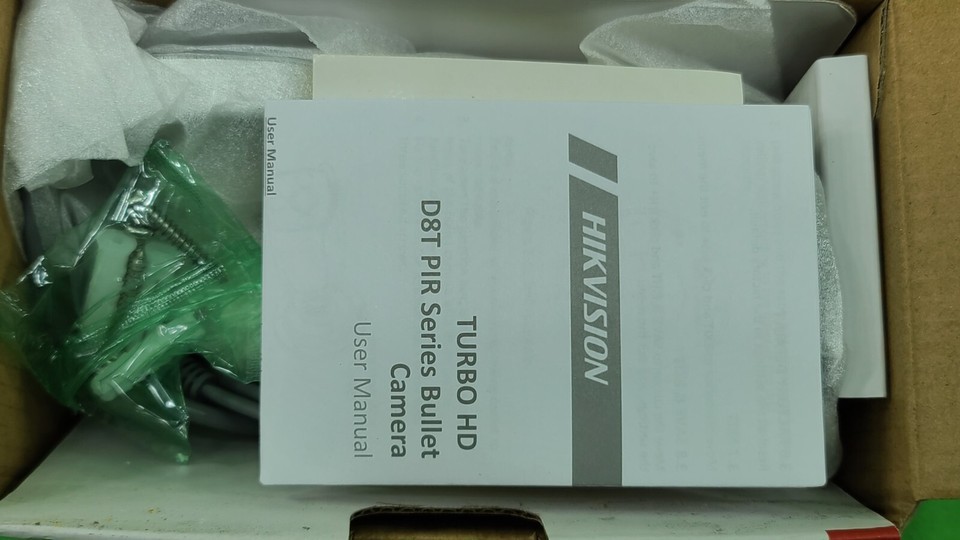 HIKVISION
TURBO HD
D8T PIR Series Bullet
Camera
User Manual
User Manual